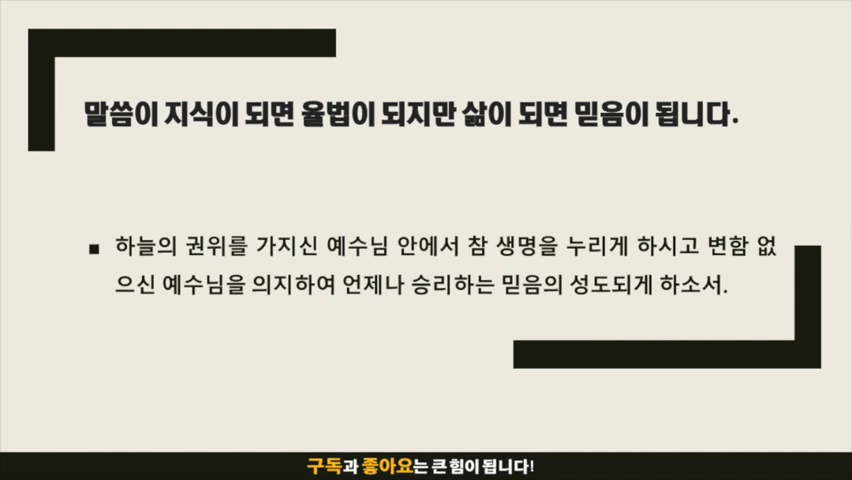 말씀이 지식이 되면 율법이 되지만 삶이 되면 믿음이 됩니다.
■ 하늘의 권위를 가지신 예수님 안에서 참 생명을 누리게 하시고 변함 없
으신 예수님을 의지하여 언제나 승리하는 믿음의 성도되게 하소서.
구독과 좋아요는 큰 힘이 됩니다!